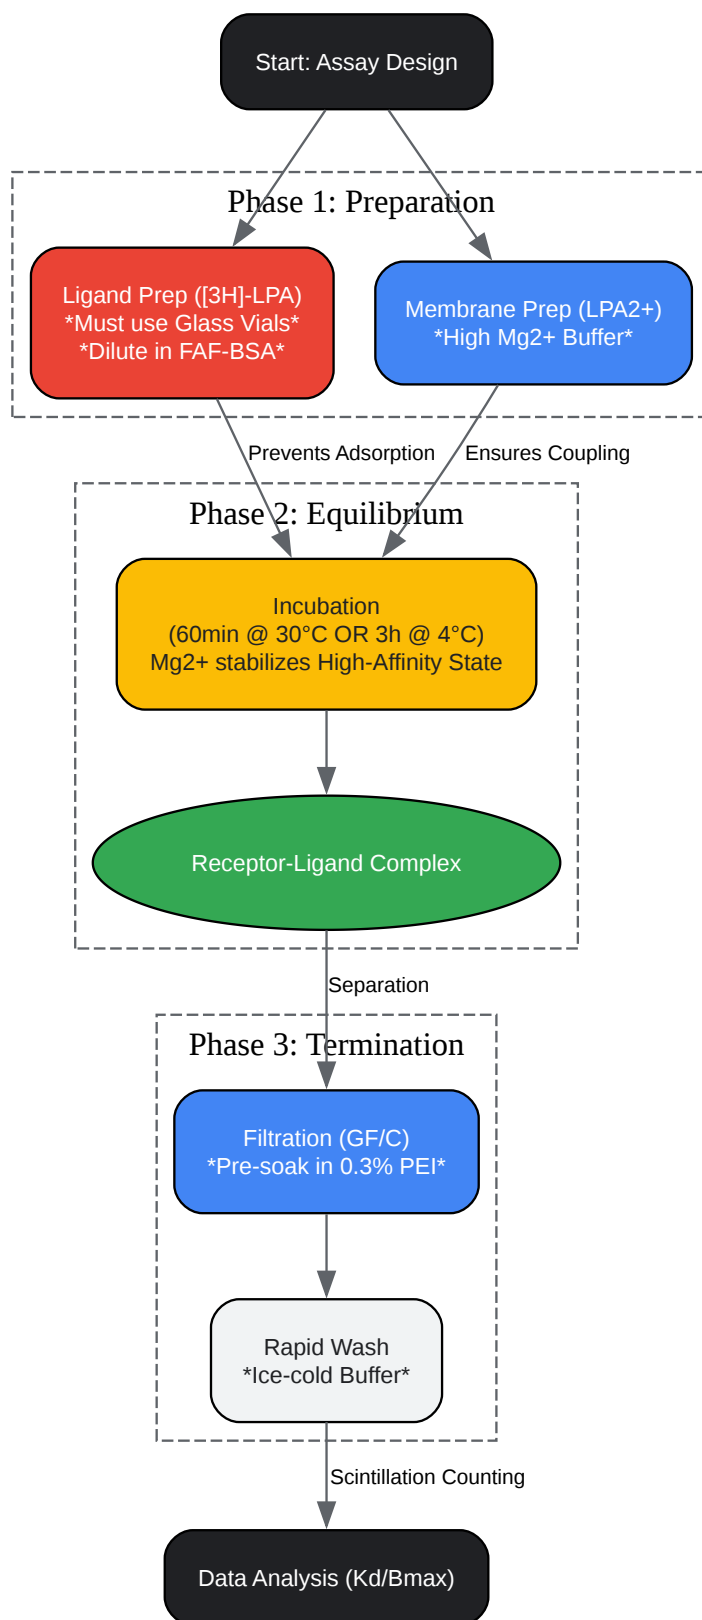 Start: Assay Design
Phase 1: Preparation
Ligand Prep ([3H]-LPA)
*Must use Glass Vials*
*Dilute in FAF-BSA*
Membrane Prep (LPA2+)
*High Mg2+ Buffer*
Prevents Adsorption
Ensures Coupling
Phase 2: Equilibrium
Incubation
(60min @ 30°C OR 3h @ 4°C)
Mg2+ stabilizes High-Affinity State
Receptor-Ligand Complex
Separation
Phase 3: Termination
Filtration (GF/C)
*Pre-soak in 0.3% PEI*
Rapid Wash
*Ice-cold Buffer*
Scintillation Counting
Data Analysis (Kd/Bmax)